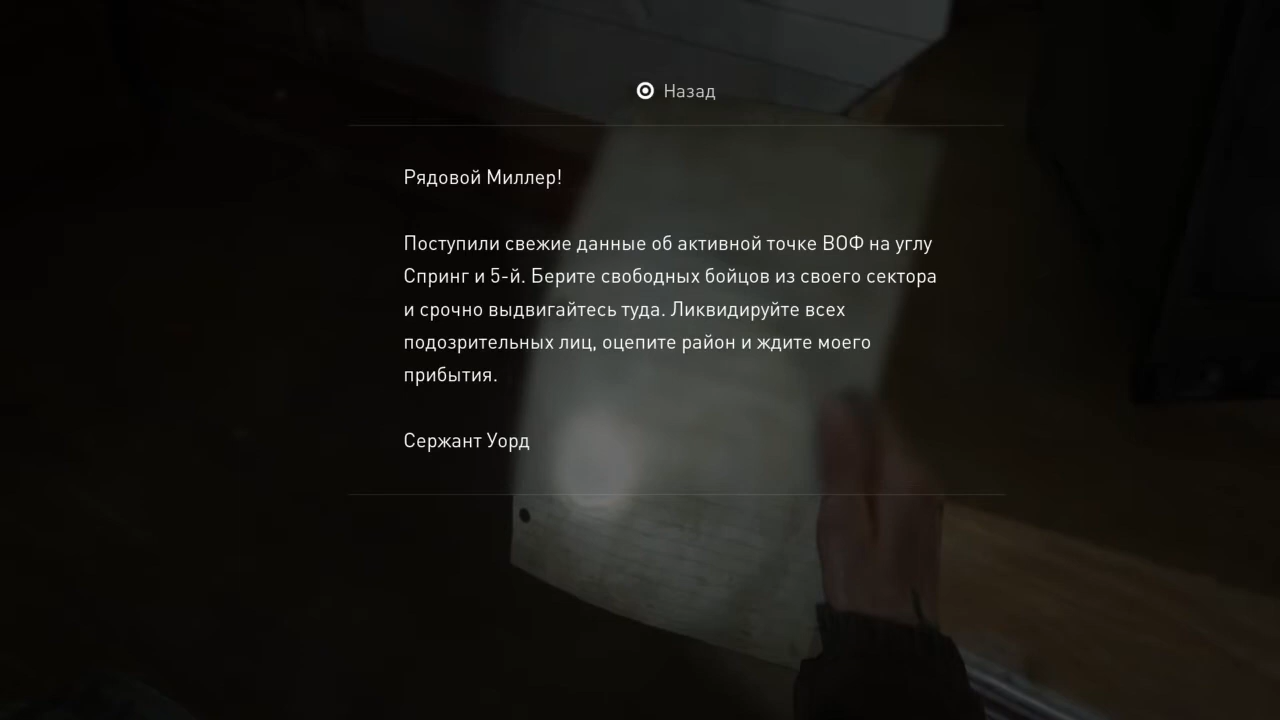 Назад
Рядовой Миллер!
Поступили свежие данные об активной точке ВОФ на углу
Спринг и 5-й. Берите свободных бойцов из своего сектора
и срочно выдвигайтесь туда. Ликвидируйте всех
подозрительных лиц, оцепите район и ждите моего
прибытия.
Сержант Уорд